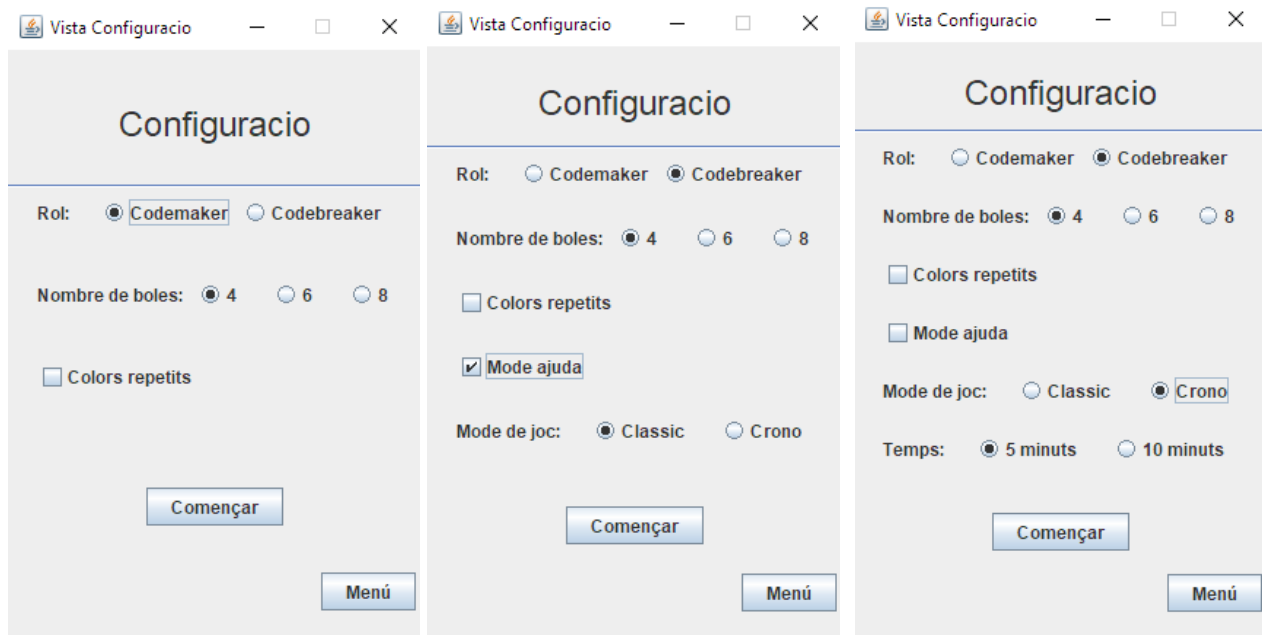 Vista Configuracio
Configuracio
Rol: Codemaker Codebreaker
Nombre de boles: 4 6 8
Colors repetits
Començar
Menú
Vista Configuracio
Configuracio
Rol: Codemaker Codebreaker
Nombre de boles: 4 6 8
Colors repetits
Mode ajuda
Mode de joc: Classic Crono
Començar
Menú
Vista Configuracio
Configuracio
Rol: Codemaker Codebreaker
Nombre de boles: 4 6 8
Colors repetits
Mode ajuda
Mode de joc: Classic Crono
Temps: 5 minuts 10 minuts
Començar
Menú